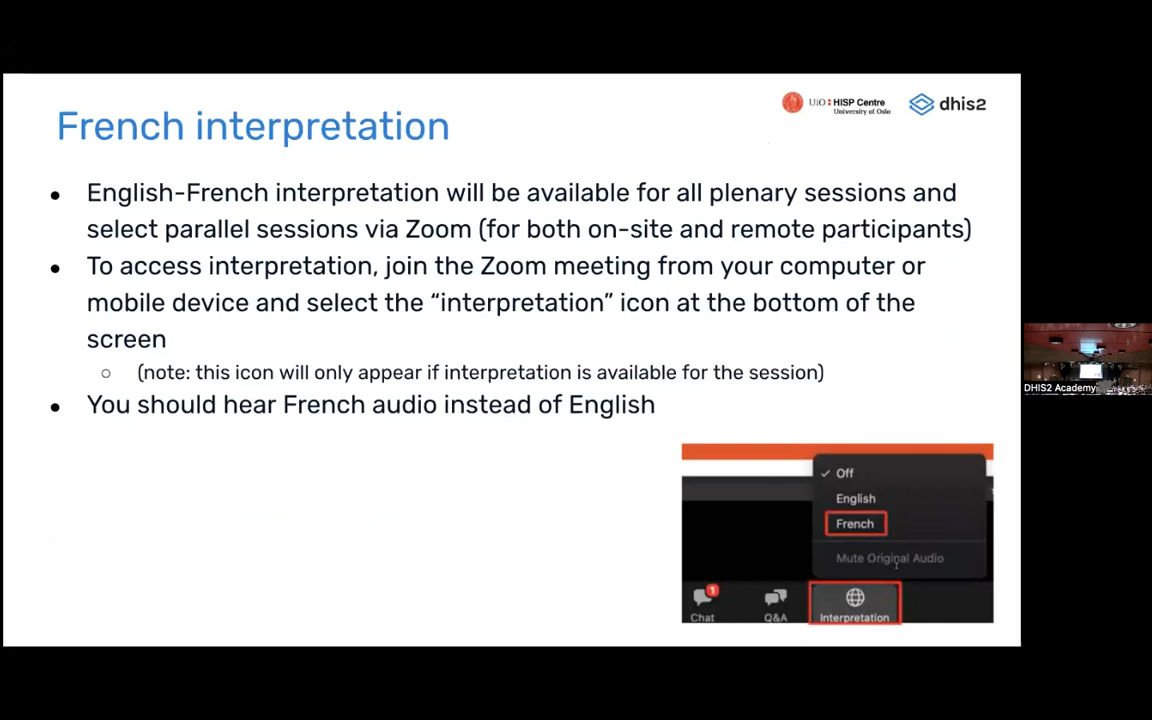 French interpretation
UiO HISP Centre
University of Oslo
dhis2
● English-French interpretation will be available for all plenary sessions and
select parallel sessions via Zoom (for both on-site and remote participants)
● To access interpretation, join the Zoom meeting from your computer or
mobile device and select the “interpretation” icon at the bottom of the
screen
○ (note: this icon will only appear if interpretation is available for the session)
● You should hear French audio instead of English
✓ Off
English
French
Mute Original Audio
1
Chat
Q&A
Interpretation
DHIS2 Academy